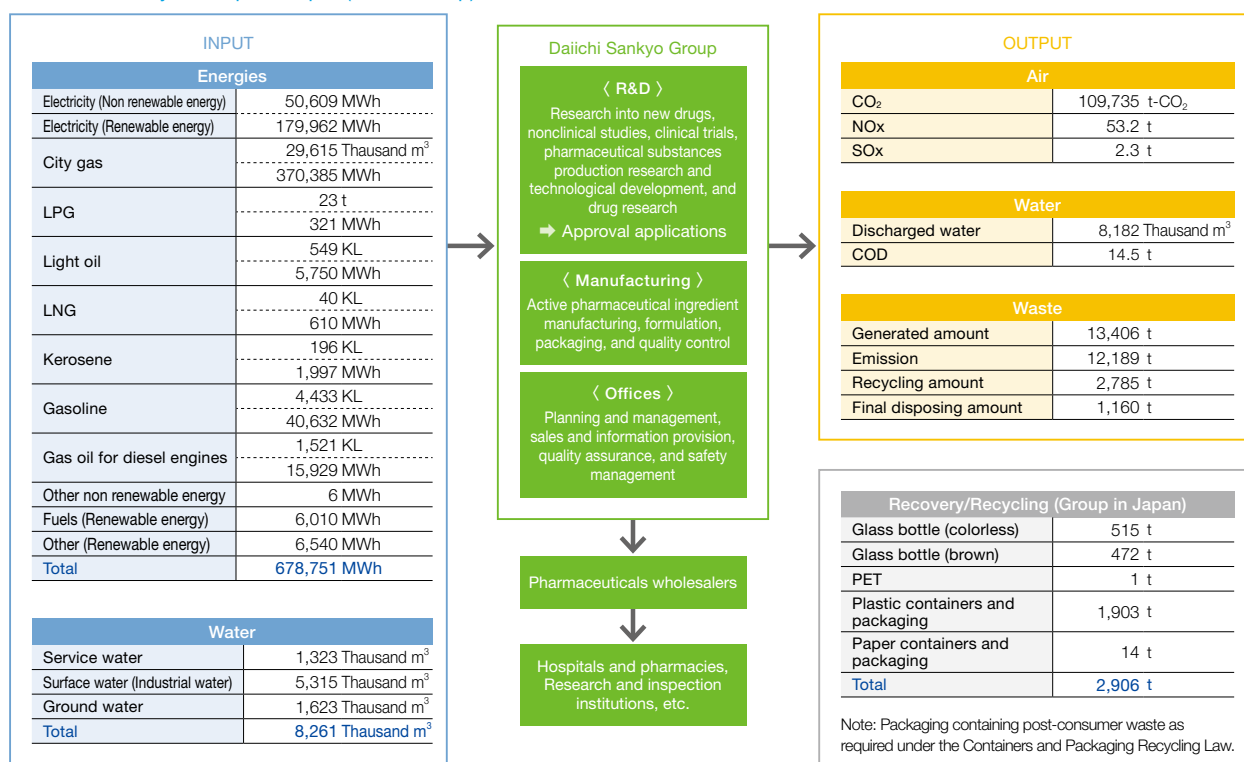 INPUT
Energies
Electricity (Non renewable energy) 50,609 MWh
Electricity (Renewable energy) 179,962 MWh
City gas 29,615 Thausand m³
370,385 MWh
LPG 23 t
321 MWh
Light oil 549 KL
5,750 MWh
LNG 40 KL
610 MWh
Kerosene 196 KL
1,997 MWh
Gasoline 4,433 KL
40,632 MWh
Gas oil for diesel engines 1,521 KL
15,929 MWh
Other non renewable energy 6 MWh
Fuels (Renewable energy) 6,010 MWh
Other (Renewable energy) 6,540 MWh
Total 678,751 MWh
Water
Service water 1,323 Thausand m³
Surface water (Industrial water) 5,315 Thausand m³
Ground water 1,623 Thausand m³
Total 8,261 Thausand m³
Daiichi Sankyo Group
〈 R&D 〉
Research into new drugs,
nonclinical studies, clinical trials,
pharmaceutical substances
production research and
technological development, and
drug research
➡ Approval applications
〈 Manufacturing 〉
Active pharmaceutical ingredient
manufacturing, formulation,
packaging, and quality control
〈 Offices 〉
Planning and management,
sales and information provision,
quality assurance, and safety
management
Pharmaceuticals wholesalers
Hospitals and pharmacies,
Research and inspection
institutions, etc.
OUTPUT
Air
CO₂ 109,735 t-CO₂
NOx 53.2 t
SOx 2.3 t
Water
Discharged water 8,182 Thausand m³
COD 14.5 t
Waste
Generated amount 13,406 t
Emission 12,189 t
Recycling amount 2,785 t
Final disposing amount 1,160 t
Recovery/Recycling (Group in Japan)
Glass bottle (colorless) 515 t
Glass bottle (brown) 472 t
PET 1 t
Plastic containers and
packaging 1,903 t
Paper containers and
packaging 14 t
Total 2,906 t
Note: Packaging containing post-consumer waste as
required under the Containers and Packaging Recycling Law.